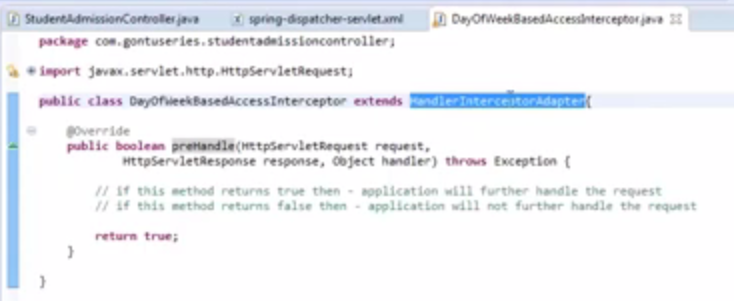 StudentAdmissionController.java spring-dispatcher-servlet.xml DayOfWeekBasedAccessInterceptor.java
package com.gontuseries.studentadmissioncontroller;
import javax.servlet.http.HttpServletRequest;
public class DayOfWeekBasedAccessInterceptor extends HandlerInterceptorAdapter{
@Override
public boolean preHandle(HttpServletRequest request,
HttpServletResponse response, Object handler) throws Exception {
// if this method returns true then - application will further handle the request
// if this method returns false then - application will not further handle the request
return true;
}
}